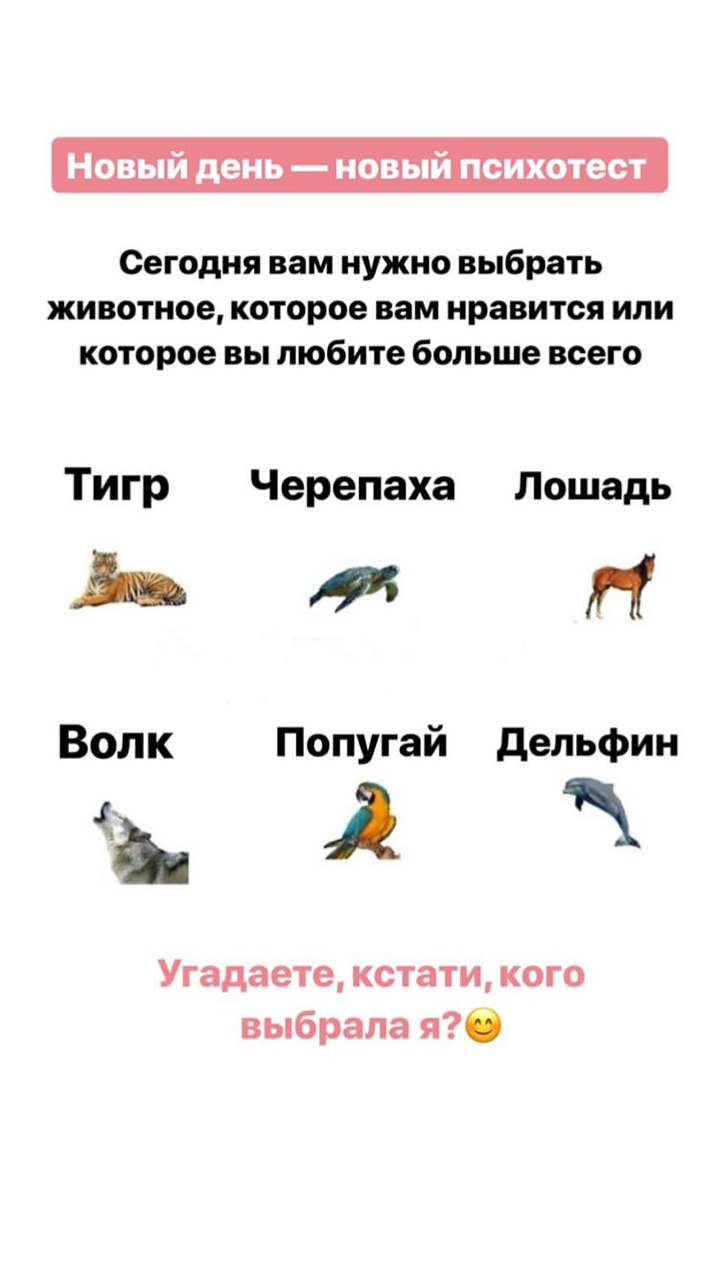 Новый день — новый психотест
Сегодня вам нужно выбрать
животное, которое вам нравится или
которое вы любите больше всего
Тигр Черепаха Лошадь
Волк Попугай Дельфин
Угадаете, кстати, кого
выбрала я?😊